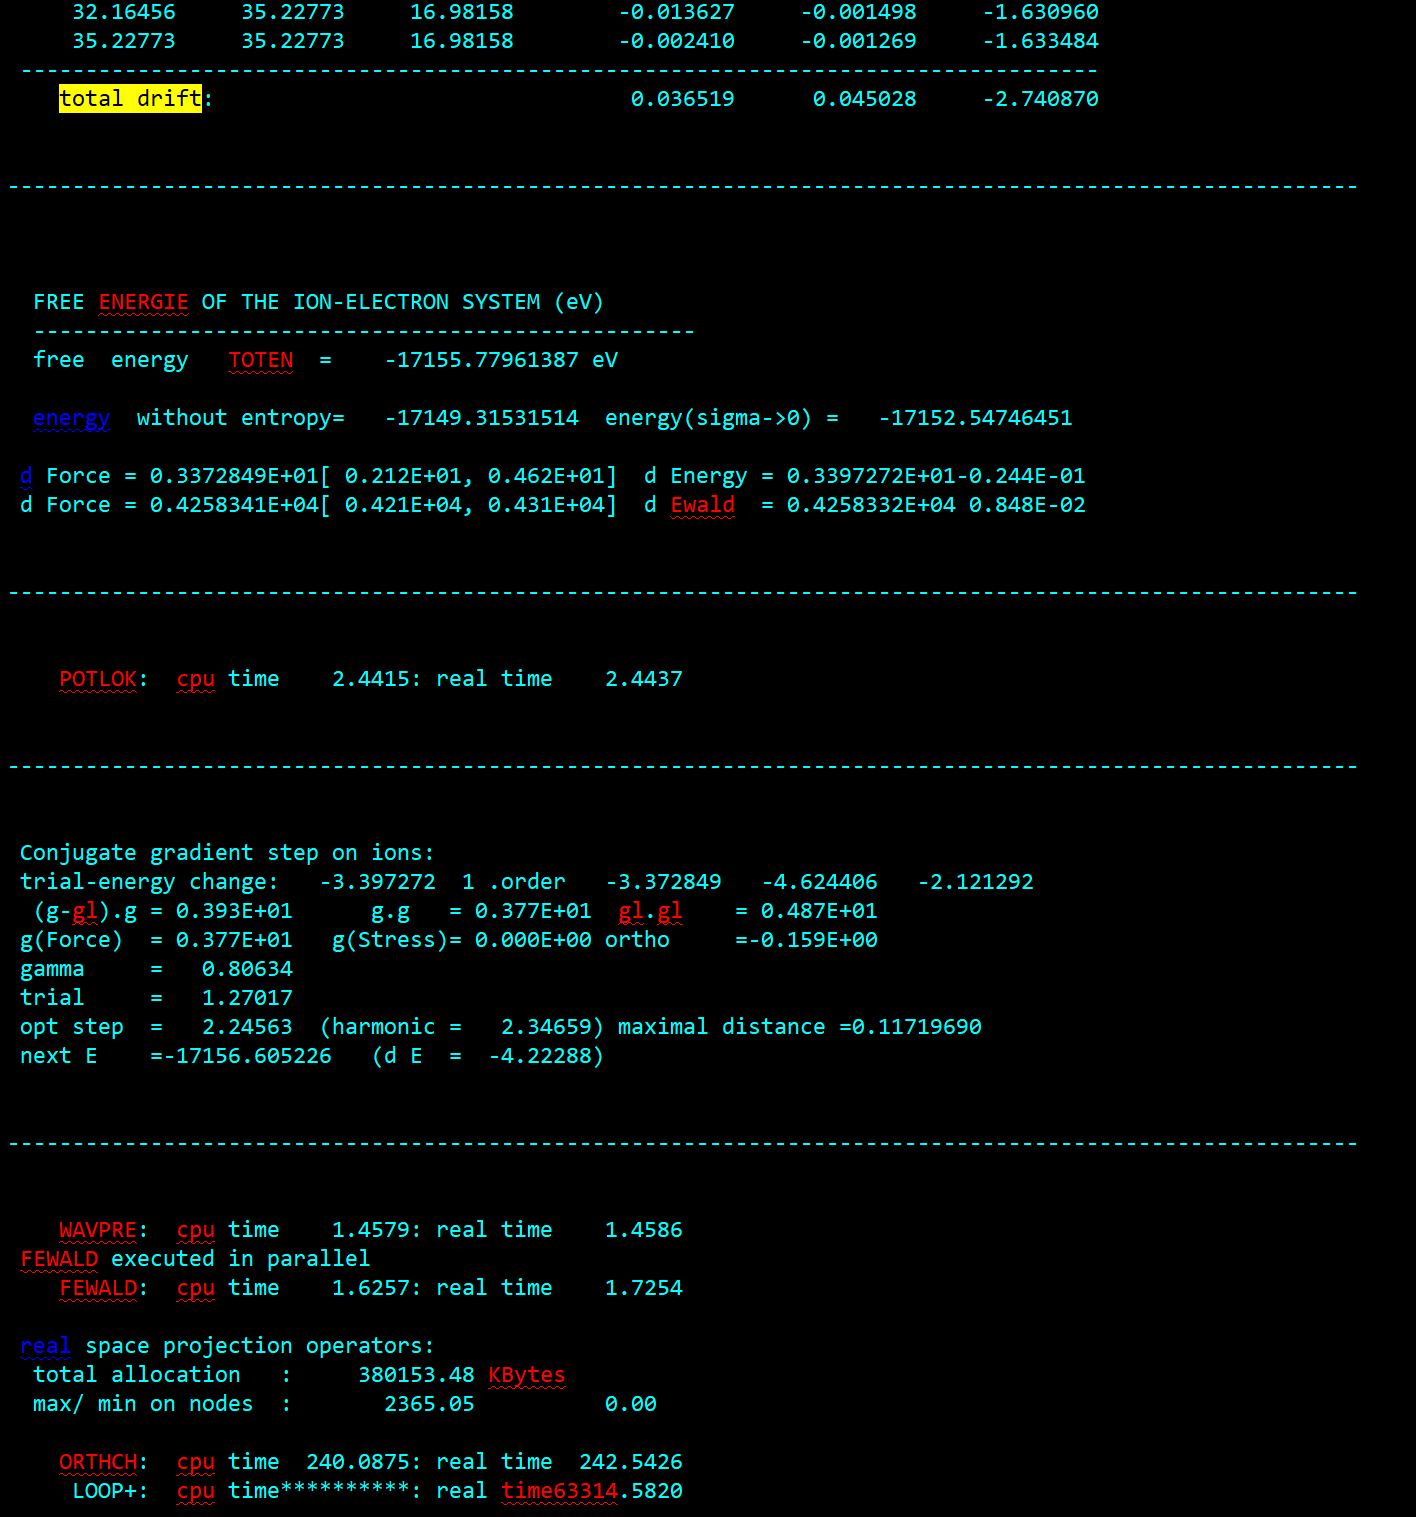 32.16456 35.22773 16.98158 -0.013627 -0.001498 -1.630960
35.22773 35.22773 16.98158 -0.002410 -0.001269 -1.633484
-----------------------------------------------------------------------------------
total drift: 0.036519 0.045028 -2.740870
--------------------------------------------------------------------------------------------------------
FREE ENERGIE OF THE ION-ELECTRON SYSTEM (eV)
---------------------------------------------------
free energy TOTEN = -17155.77961387 eV
energy without entropy= -17149.31531514 energy(sigma->0) = -17152.54746451
d Force = 0.3372849E+01[ 0.212E+01, 0.462E+01] d Energy = 0.3397272E+01-0.244E-01
d Force = 0.4258341E+04[ 0.421E+04, 0.431E+04] d Ewald = 0.4258332E+04 0.848E-02
--------------------------------------------------------------------------------------------------------
POTLOK: cpu time 2.4415: real time 2.4437
--------------------------------------------------------------------------------------------------------
Conjugate gradient step on ions:
trial-energy change: -3.397272 1 .order -3.372849 -4.624406 -2.121292
(g-gl).g = 0.393E+01 g.g = 0.377E+01 gl.gl = 0.487E+01
g(Force) = 0.377E+01 g(Stress)= 0.000E+00 ortho =-0.159E+00
gamma = 0.80634
trial = 1.27017
opt step = 2.24563 (harmonic = 2.34659) maximal distance =0.11719690
next E =-17156.605226 (d E = -4.22288)
--------------------------------------------------------------------------------------------------------
WAVPRE: cpu time 1.4579: real time 1.4586
FEWALD executed in parallel
FEWALD: cpu time 1.6257: real time 1.7254
real space projection operators:
total allocation : 380153.48 KBytes
max/ min on nodes : 2365.05 0.00
ORTHCH: cpu time 240.0875: real time 242.5426
LOOP+: cpu time**********: real time63314.5820